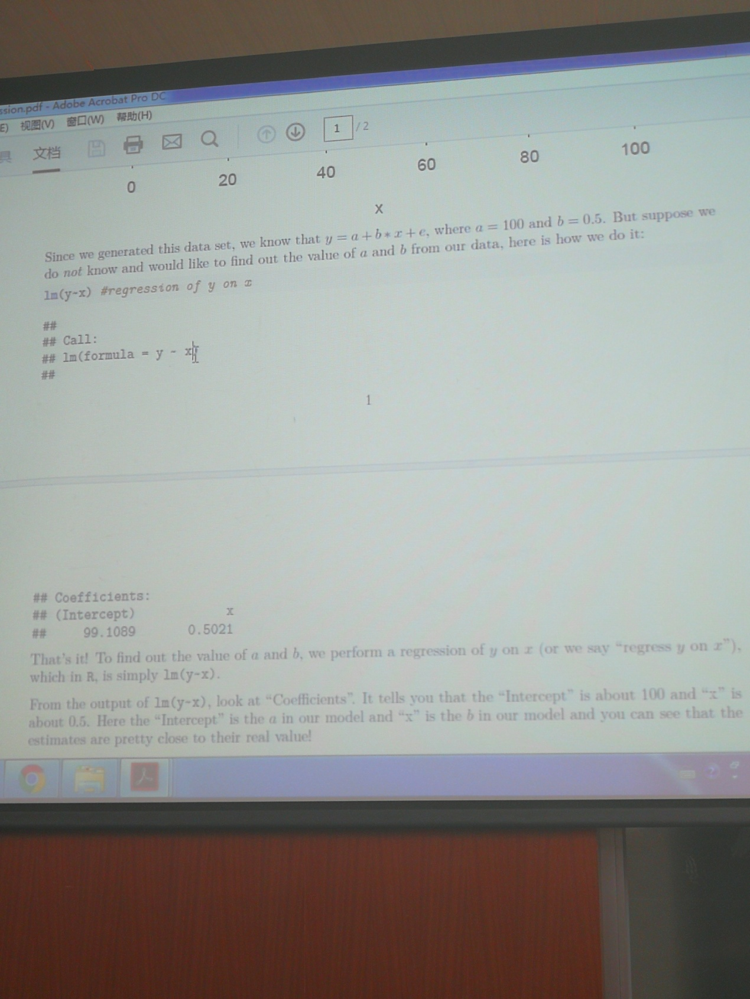 ssion.pdf - Adobe Acrobat Pro DC
E) 视图(V) 窗口(W) 帮助(H)
具 文档 1 / 2
0 20 40 60 80 100
x
Since we generated this data set, we know that y = a + b * x + e, where a = 100 and b = 0.5. But suppose we
do not know and would like to find out the value of a and b from our data, here is how we do it:
lm(y~x) #regression of y on x
##
## Call:
## lm(formula = y ~ x)
##
1
## Coefficients:
## (Intercept) x
## 99.1089 0.5021
That's it! To find out the value of a and b, we perform a regression of y on x (or we say “regress y on x”),
which in R, is simply lm(y~x).
From the output of lm(y~x), look at “Coefficients”. It tells you that the “Intercept” is about 100 and “x” is
about 0.5. Here the “Intercept” is the a in our model and “x” is the b in our model and you can see that the
estimates are pretty close to their real value!